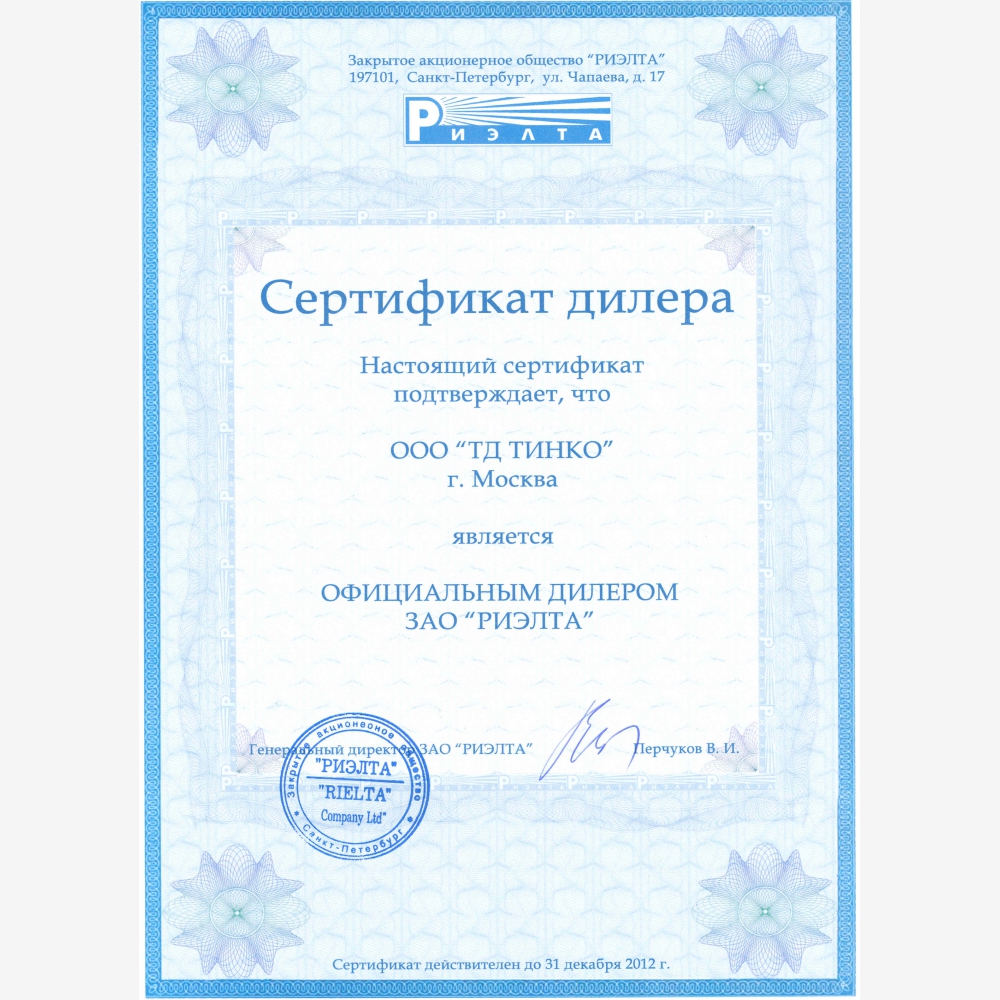 Закрытое акционерное общество “РИЭЛТА”
197101, Санкт-Петербург, ул. Чапаева, д. 17
РИЭЛТА
Сертификат дилера
Настоящий сертификат
подтверждает, что
ООО “ТД ТИНКО”
г. Москва
является
ОФИЦИАЛЬНЫМ ДИЛЕРОМ
ЗАО “РИЭЛТА”
Генеральный директор ЗАО “РИЭЛТА”
Перчуков В. И.
Закрытое акционерное общество
"РИЭЛТА"
"RIELTA"
Company Ltd"
Санкт-Петербург
Сертификат действителен до 31 декабря 2012 г.